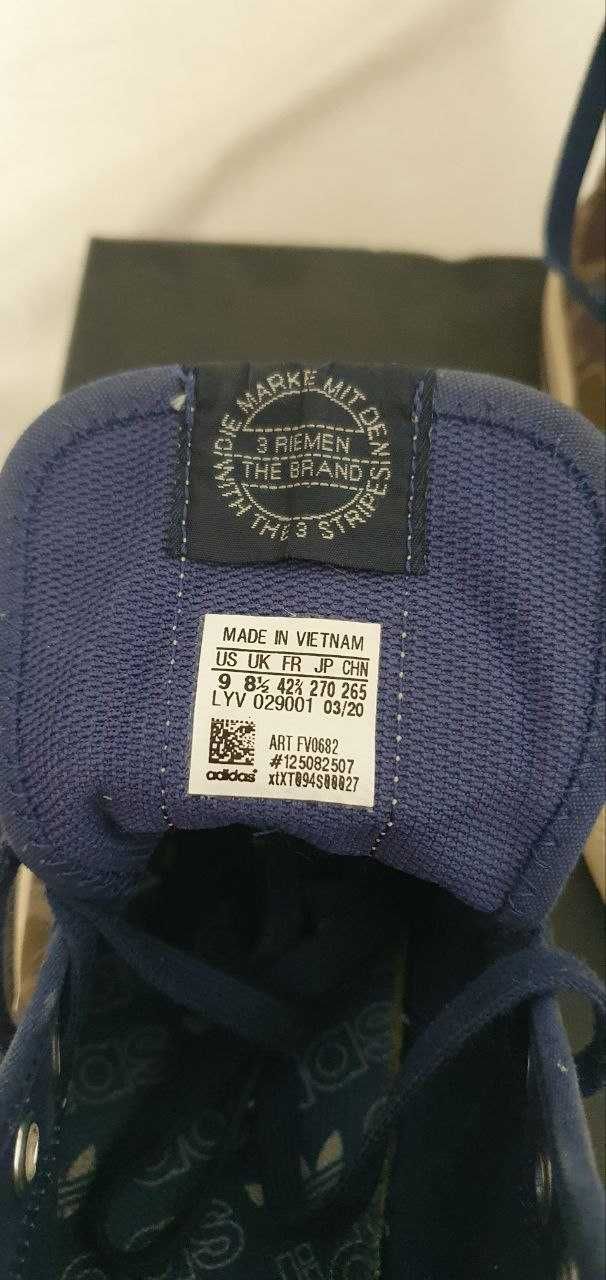 DIE MARKE MIT DEN
3 RIEMEN
THE BRAND
WITH THE 3 STRIPES
MADE IN VIETNAM
US UK FR JP CHN
9 8½ 42⅔ 270 265
LYV 029001 03/20
ART FV0682
#125082507
adidas xtXT094S00027